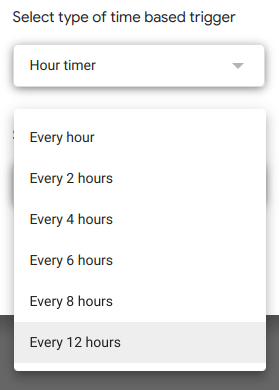 Select type of time based trigger
Hour timer
Every hour
Every 2 hours
Every 4 hours
Every 6 hours
Every 8 hours
Every 12 hours